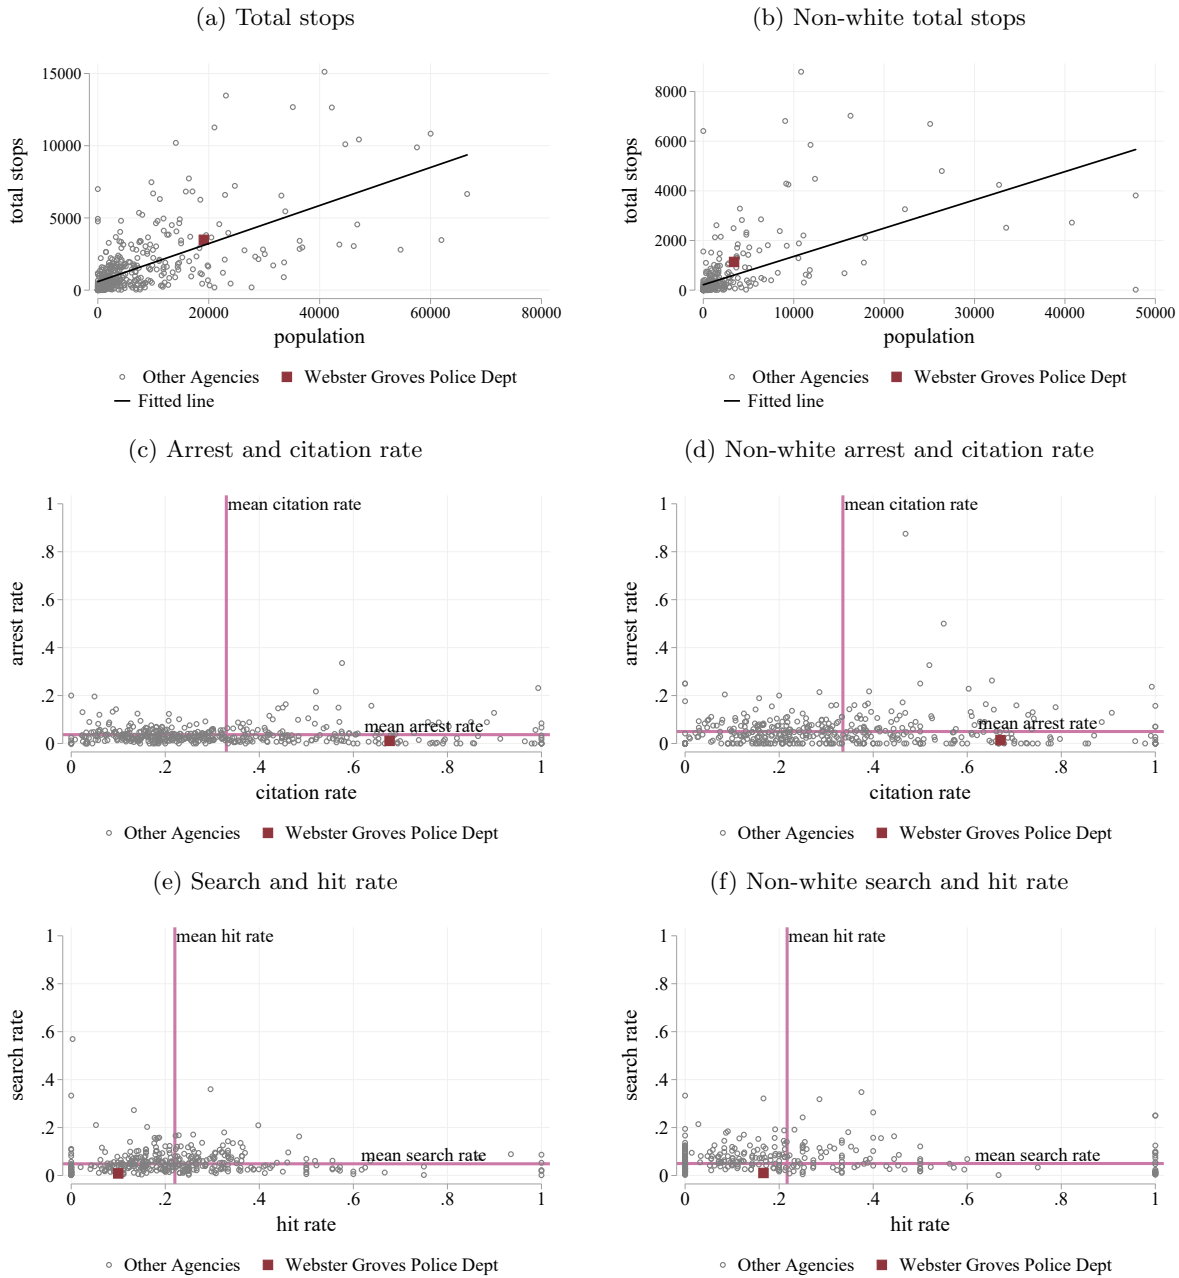 (a) Total stops
15000
10000
5000
0
total stops
0 20000 40000 60000 80000
population
Other Agencies Webster Groves Police Dept
Fitted line
(b) Non-white total stops
8000
6000
4000
2000
0
total stops
0 10000 20000 30000 40000 50000
population
Other Agencies Webster Groves Police Dept
Fitted line
(c) Arrest and citation rate
1
.8
.6
.4
.2
0
arrest rate
mean citation rate
mean arrest rate
0 .2 .4 .6 .8 1
citation rate
Other Agencies Webster Groves Police Dept
(d) Non-white arrest and citation rate
1
.8
.6
.4
.2
0
arrest rate
mean citation rate
mean arrest rate
0 .2 .4 .6 .8 1
citation rate
Other Agencies Webster Groves Police Dept
(e) Search and hit rate
1
.8
.6
.4
.2
0
search rate
mean hit rate
mean search rate
0 .2 .4 .6 .8 1
hit rate
Other Agencies Webster Groves Police Dept
(f) Non-white search and hit rate
1
.8
.6
.4
.2
0
search rate
mean hit rate
mean search rate
0 .2 .4 .6 .8 1
hit rate
Other Agencies Webster Groves Police Dept